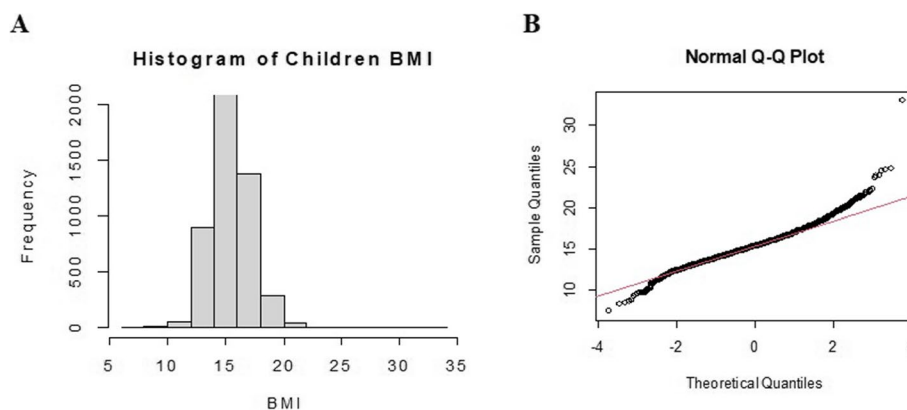 A
Histogram of Children BMI
Frequency
2000
1500
1000
500
0
5 10 15 20 25 30 35
BMI
B
Normal Q-Q Plot
Sample Quantiles
30
25
20
15
10
-4 -2 0 2
Theoretical Quantiles